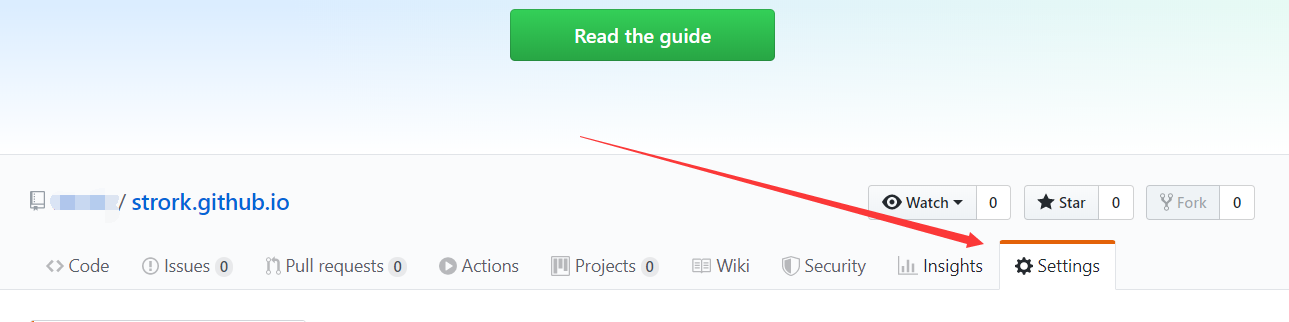 Read the guide
/ strork.github.io
Watch 0 Star 0 Fork 0
Code Issues 0 Pull requests 0 Actions Projects 0 Wiki Security Insights Settings